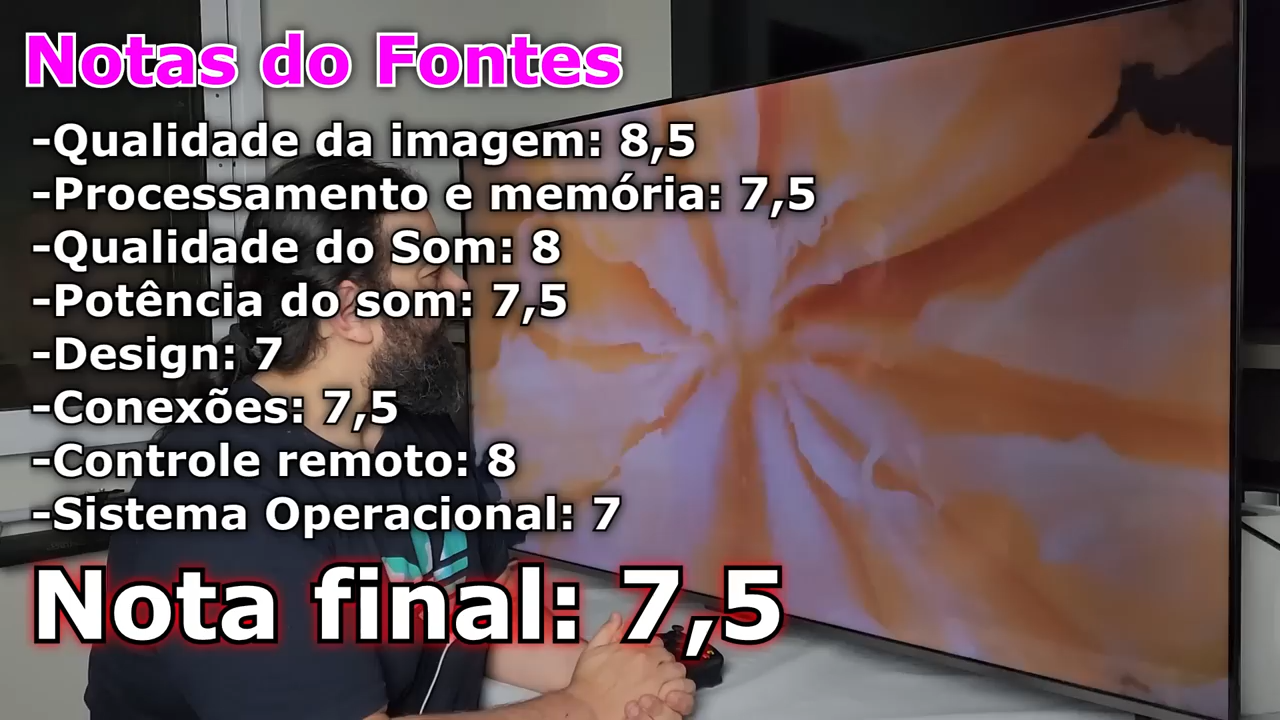 Notas do Fontes
-Qualidade da imagem: 8,5
-Processamento e memória: 7,5
-Qualidade do Som: 8
-Potência do som: 7,5
-Design: 7
-Conexões: 7,5
-Controle remoto: 8
-Sistema Operacional: 7
Nota final: 7,5